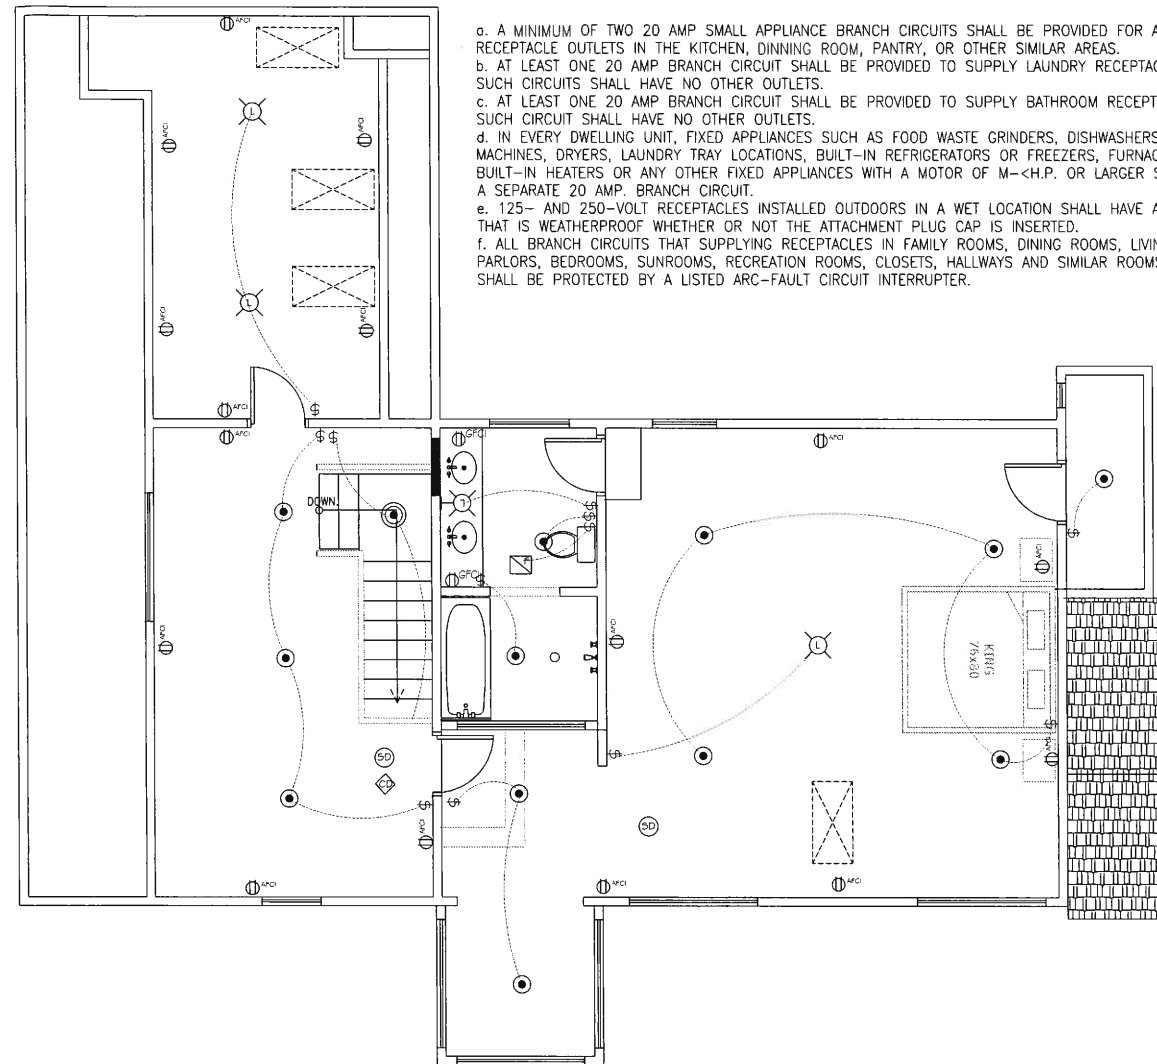 a. A MINIMUM OF TWO 20 AMP SMALL APPLIANCE BRANCH CIRCUITS SHALL BE PROVIDED FOR A
RECEPTACLE OUTLETS IN THE KITCHEN, DINNING ROOM, PANTRY, OR OTHER SIMILAR AREAS.
b. AT LEAST ONE 20 AMP BRANCH CIRCUIT SHALL BE PROVIDED TO SUPPLY LAUNDRY RECEPTAC
SUCH CIRCUITS SHALL HAVE NO OTHER OUTLETS.
c. AT LEAST ONE 20 AMP BRANCH CIRCUIT SHALL BE PROVIDED TO SUPPLY BATHROOM RECEPT
SUCH CIRCUIT SHALL HAVE NO OTHER OUTLETS.
d. IN EVERY DWELLING UNIT, FIXED APPLIANCES SUCH AS FOOD WASTE GRINDERS, DISHWASHERS
MACHINES, DRYERS, LAUNDRY TRAY LOCATIONS, BUILT-IN REFRIGERATORS OR FREEZERS, FURNAC
BUILT-IN HEATERS OR ANY OTHER FIXED APPLIANCES WITH A MOTOR OF M-<H.P. OR LARGER S
A SEPARATE 20 AMP. BRANCH CIRCUIT.
e. 125- AND 250-VOLT RECEPTACLES INSTALLED OUTDOORS IN A WET LOCATION SHALL HAVE A
THAT IS WEATHERPROOF WHETHER OR NOT THE ATTACHMENT PLUG CAP IS INSERTED.
f. ALL BRANCH CIRCUITS THAT SUPPLYING RECEPTACLES IN FAMILY ROOMS, DINING ROOMS, LIVIN
PARLORS, BEDROOMS, SUNROOMS, RECREATION ROOMS, CLOSETS, HALLWAYS AND SIMILAR ROOMS
SHALL BE PROTECTED BY A LISTED ARC-FAULT CIRCUIT INTERRUPTER.
AFCI
L
AFCI
AFCI
L
AFCI
AFCI
AFCI
$
AFCI
$ $
GFCI
AFCI
DOWN
L
$
$
$
$
AFCI
GFCI
$
AFCI
AFCI
L
KING
76x80
$
$
AFCI
SD
CD
$
$
AFCI
SD
AFCI
AFCI
AFCI